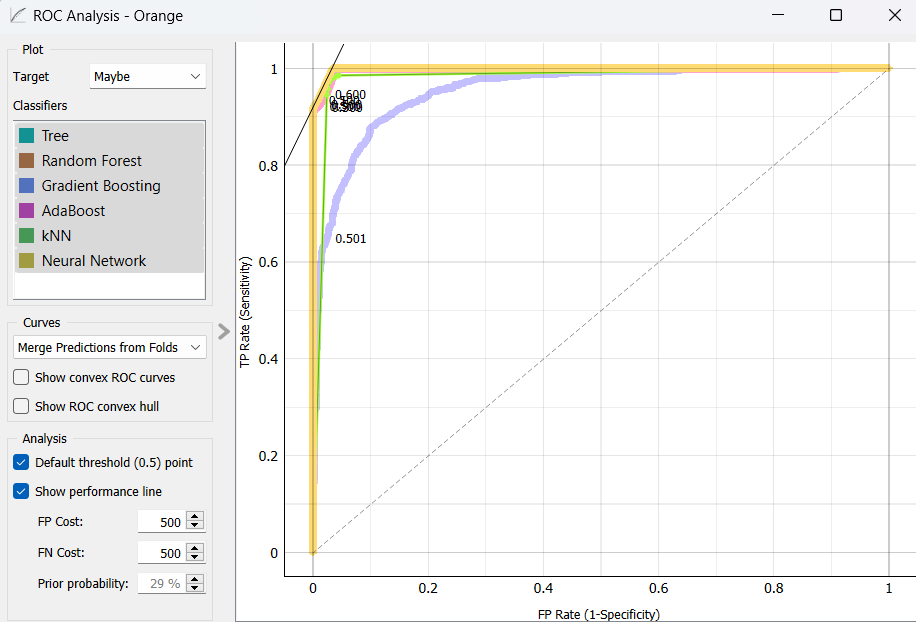 ROC Analysis - Orange
Plot
Target Maybe
Classifiers
Tree
Random Forest
Gradient Boosting
AdaBoost
kNN
Neural Network
Curves
Merge Predictions from Folds
Show convex ROC curves
Show ROC convex hull
Analysis
Default threshold (0.5) point
Show performance line
FP Cost: 500
FN Cost: 500
Prior probability: 29 %
TP Rate (Sensitivity)
1
0.8
0.6
0.4
0.2
0
0.600
0.501
0 0.2 0.4 0.6 0.8 1
FP Rate (1-Specificity)